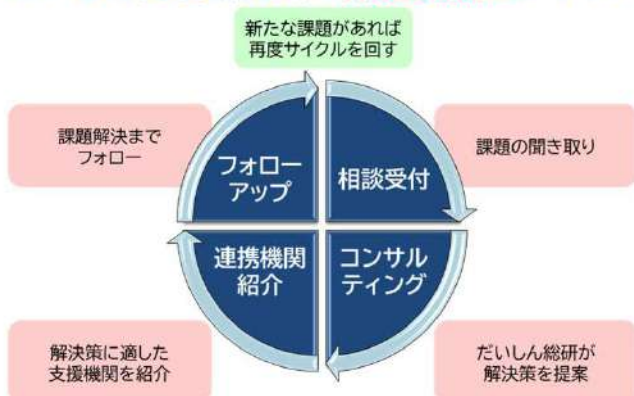 新たな課題があれば
再度サイクルを回す
課題解決まで
フォロー
フォロー
アップ
相談受付
課題の聞き取り
連携機関
紹介
コンサル
ティング
解決策に適した
支援機関を紹介
だいしん総研が
解決策を提案